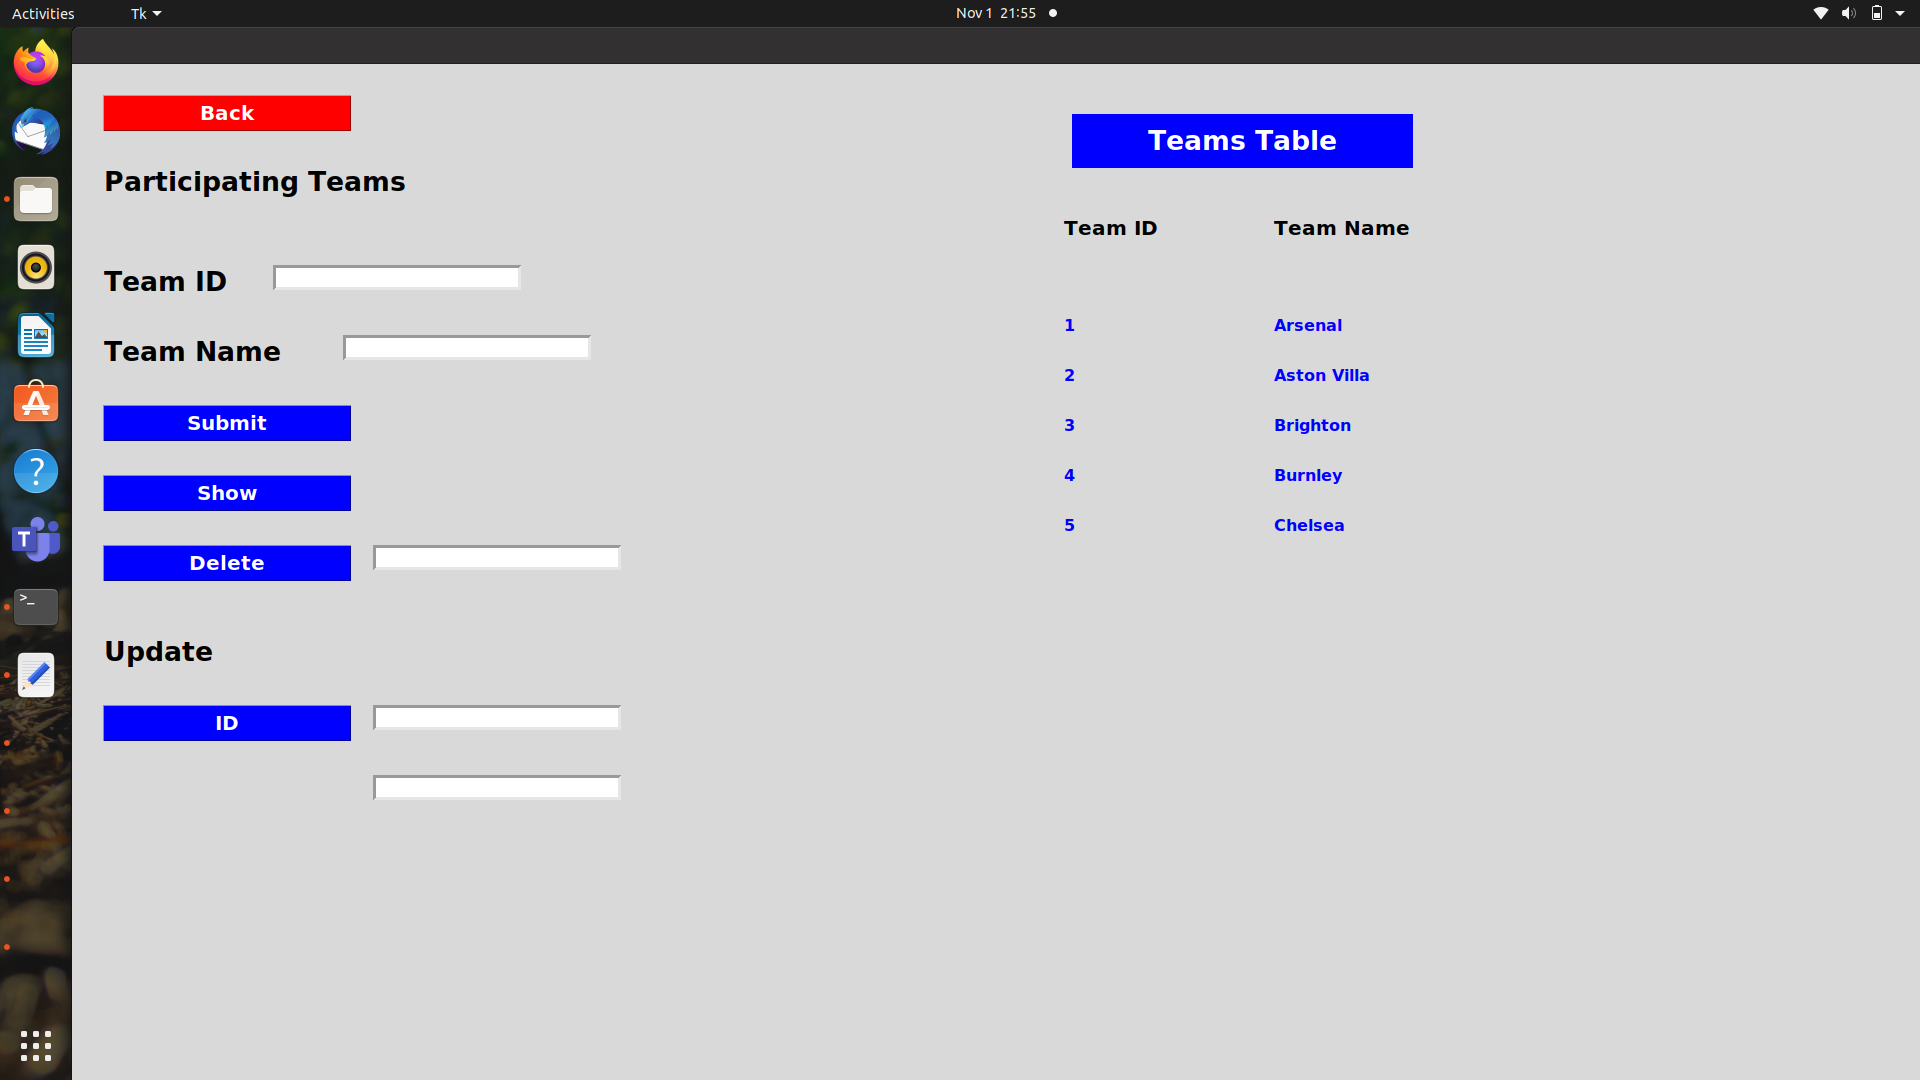 Activities
Tk
Nov 1 21:55
Back
Participating Teams
Team ID
Team Name
Submit
Show
Delete
Update
ID
Teams Table
Team ID Team Name
1 Arsenal
2 Aston Villa
3 Brighton
4 Burnley
5 Chelsea